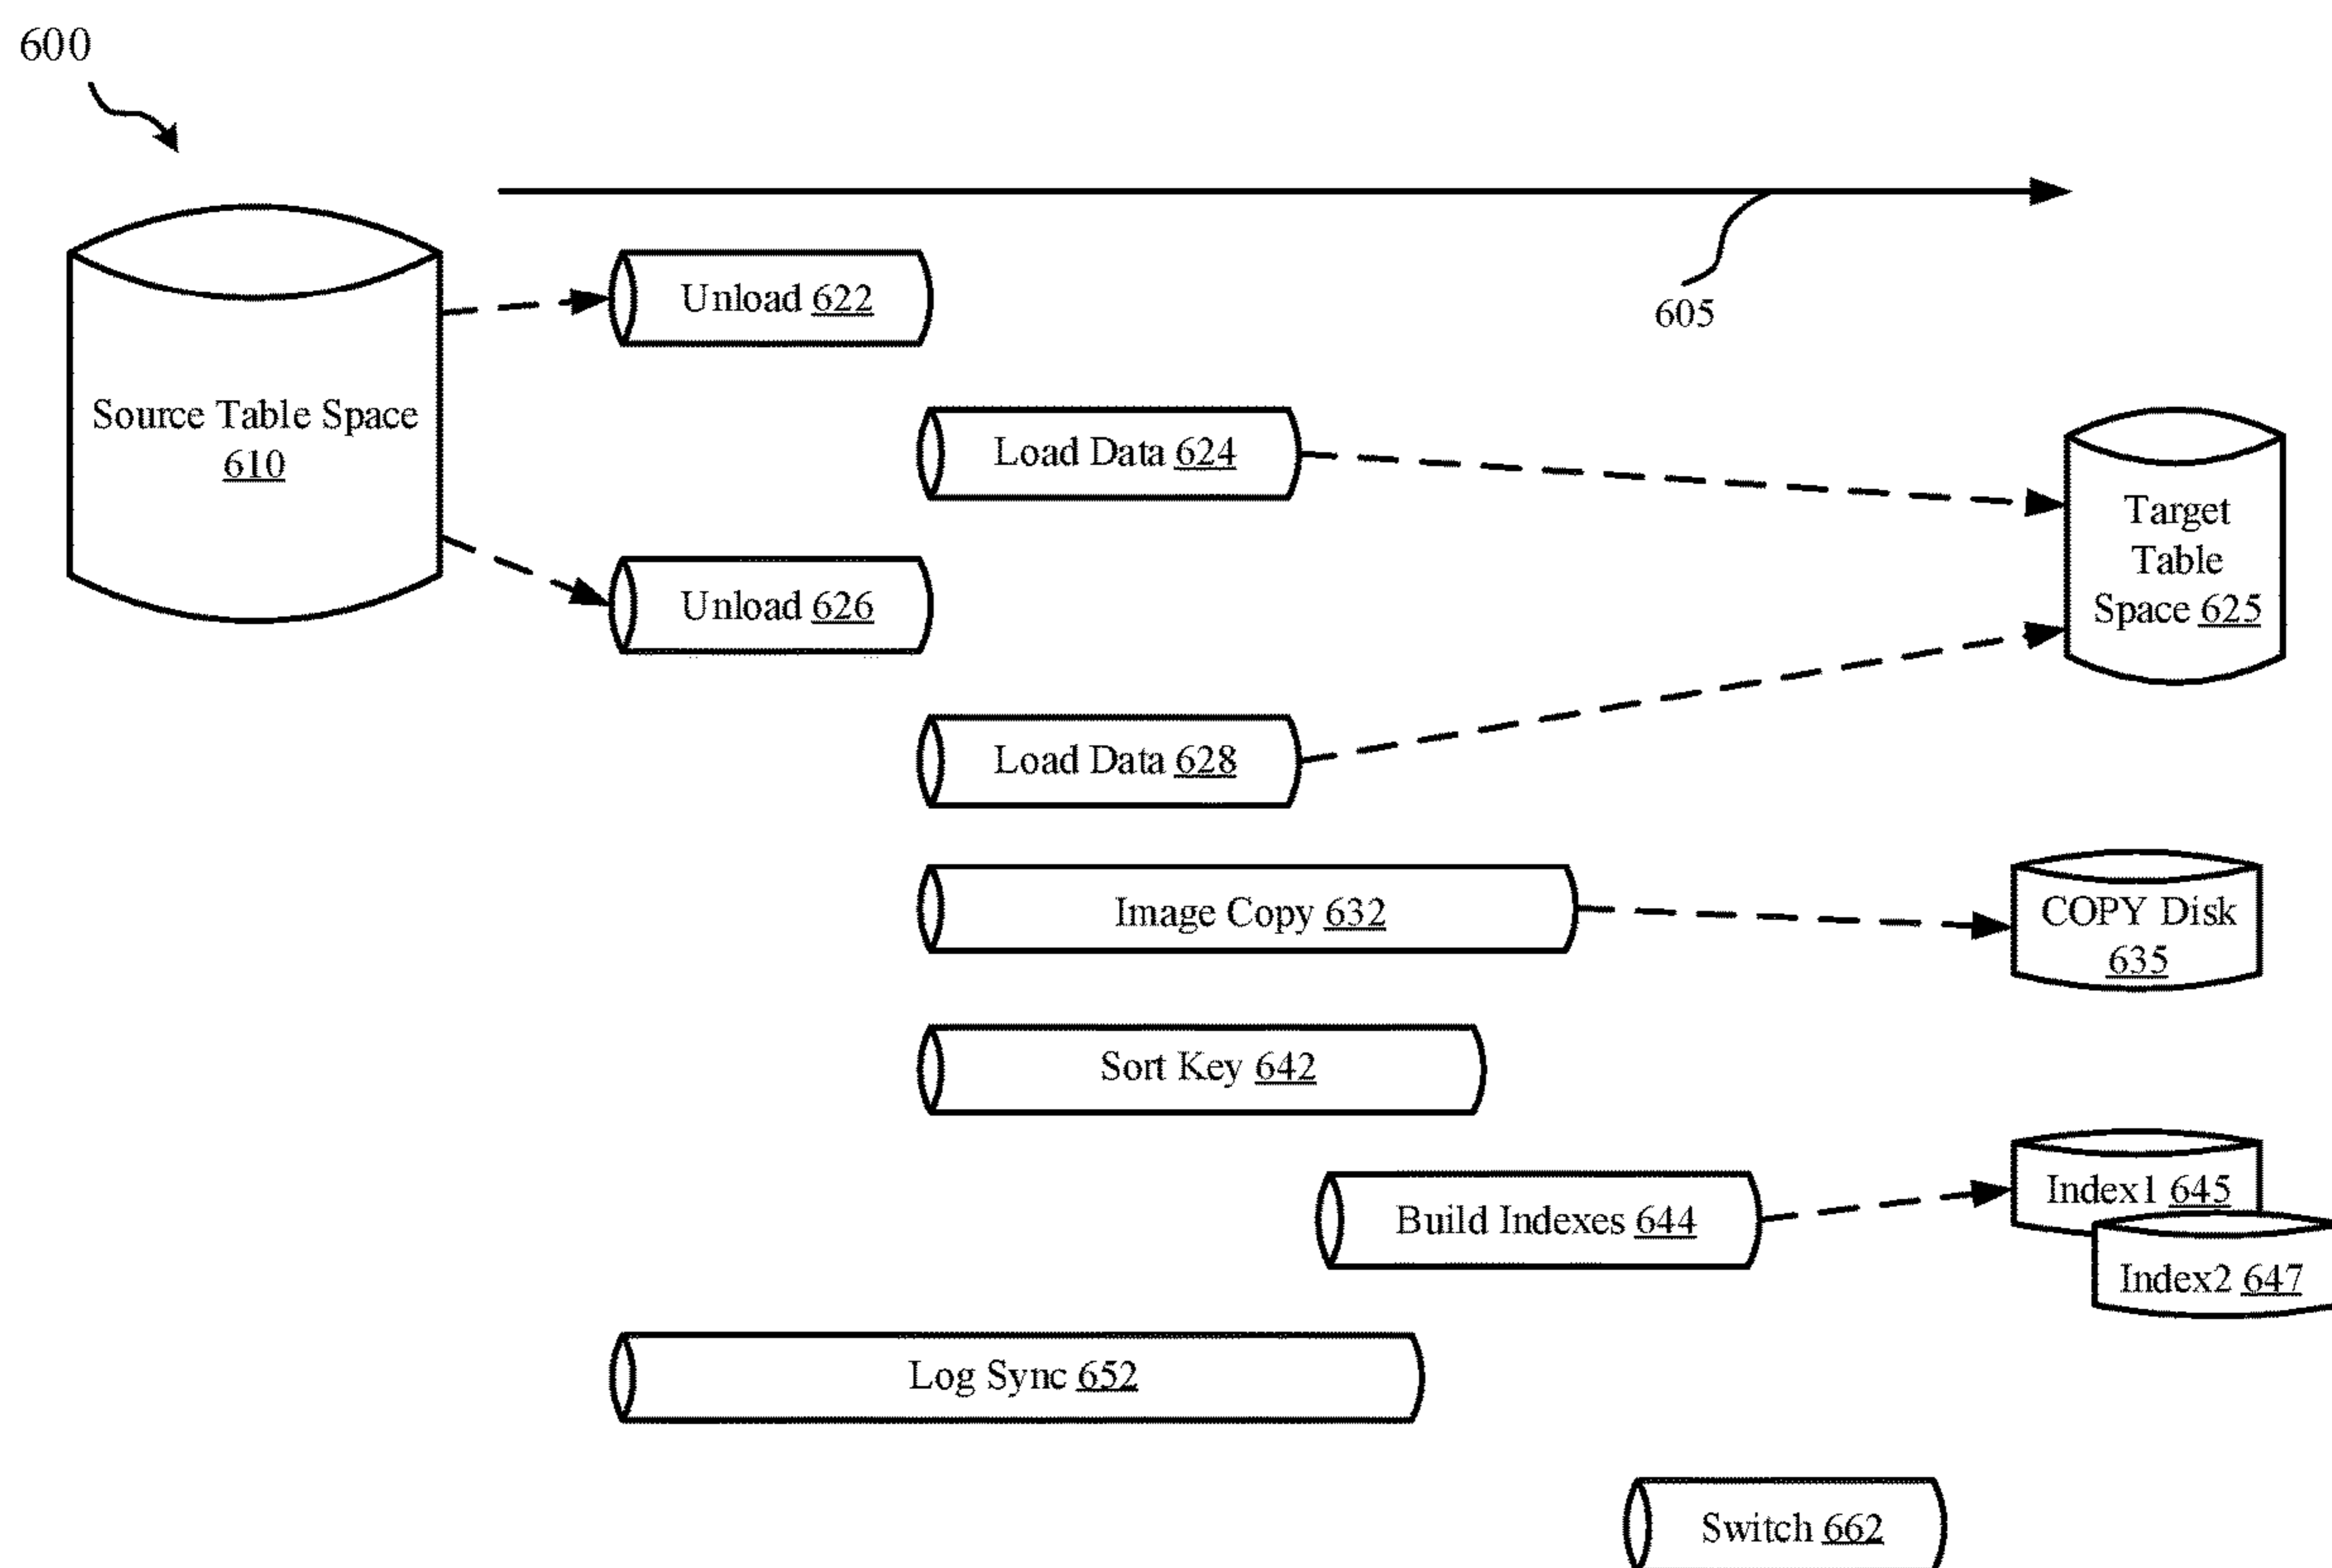 600
605
Unload 622
Source Table Space
610
Load Data 624
Target
Table
Space 625
Unload 626
Load Data 628
Image Copy 632
COPY Disk
635
Sort Key 642
Build Indexes 644
Index1 645
Index2 647
Log Sync 652
Switch 662